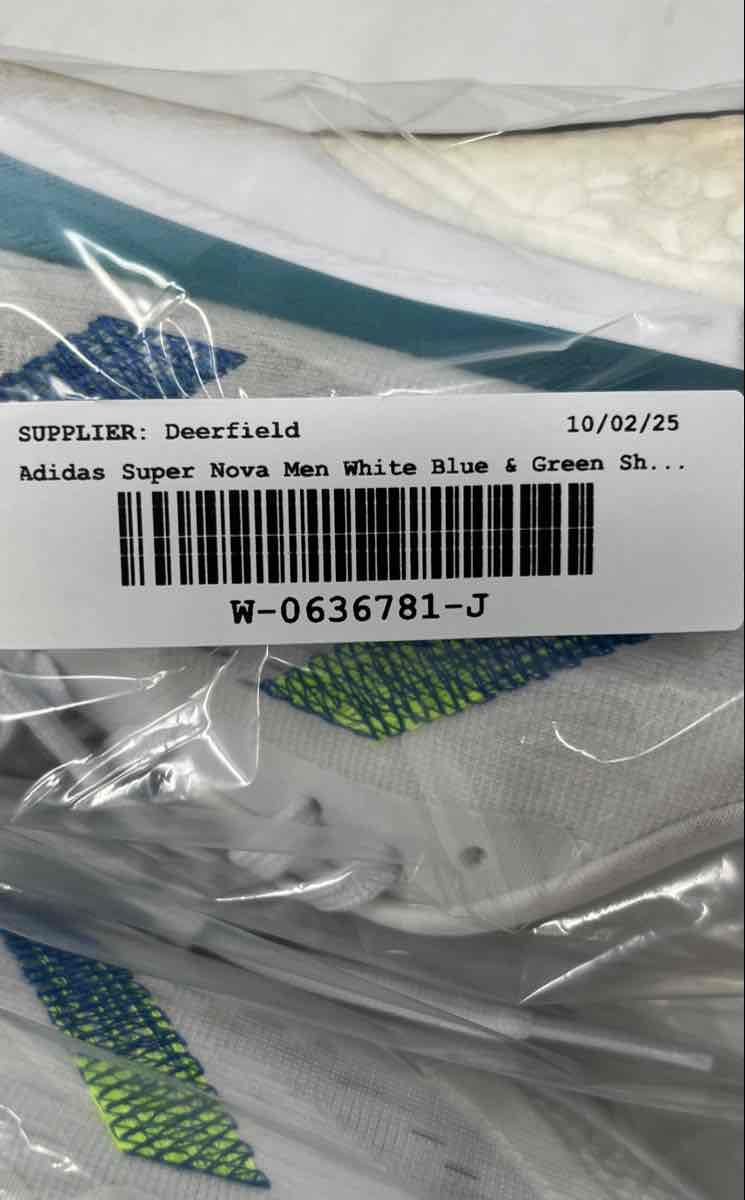 SUPPLIER: Deerfield 10/02/25
Adidas Super Nova Men White Blue & Green Sh...
W-0636781-J